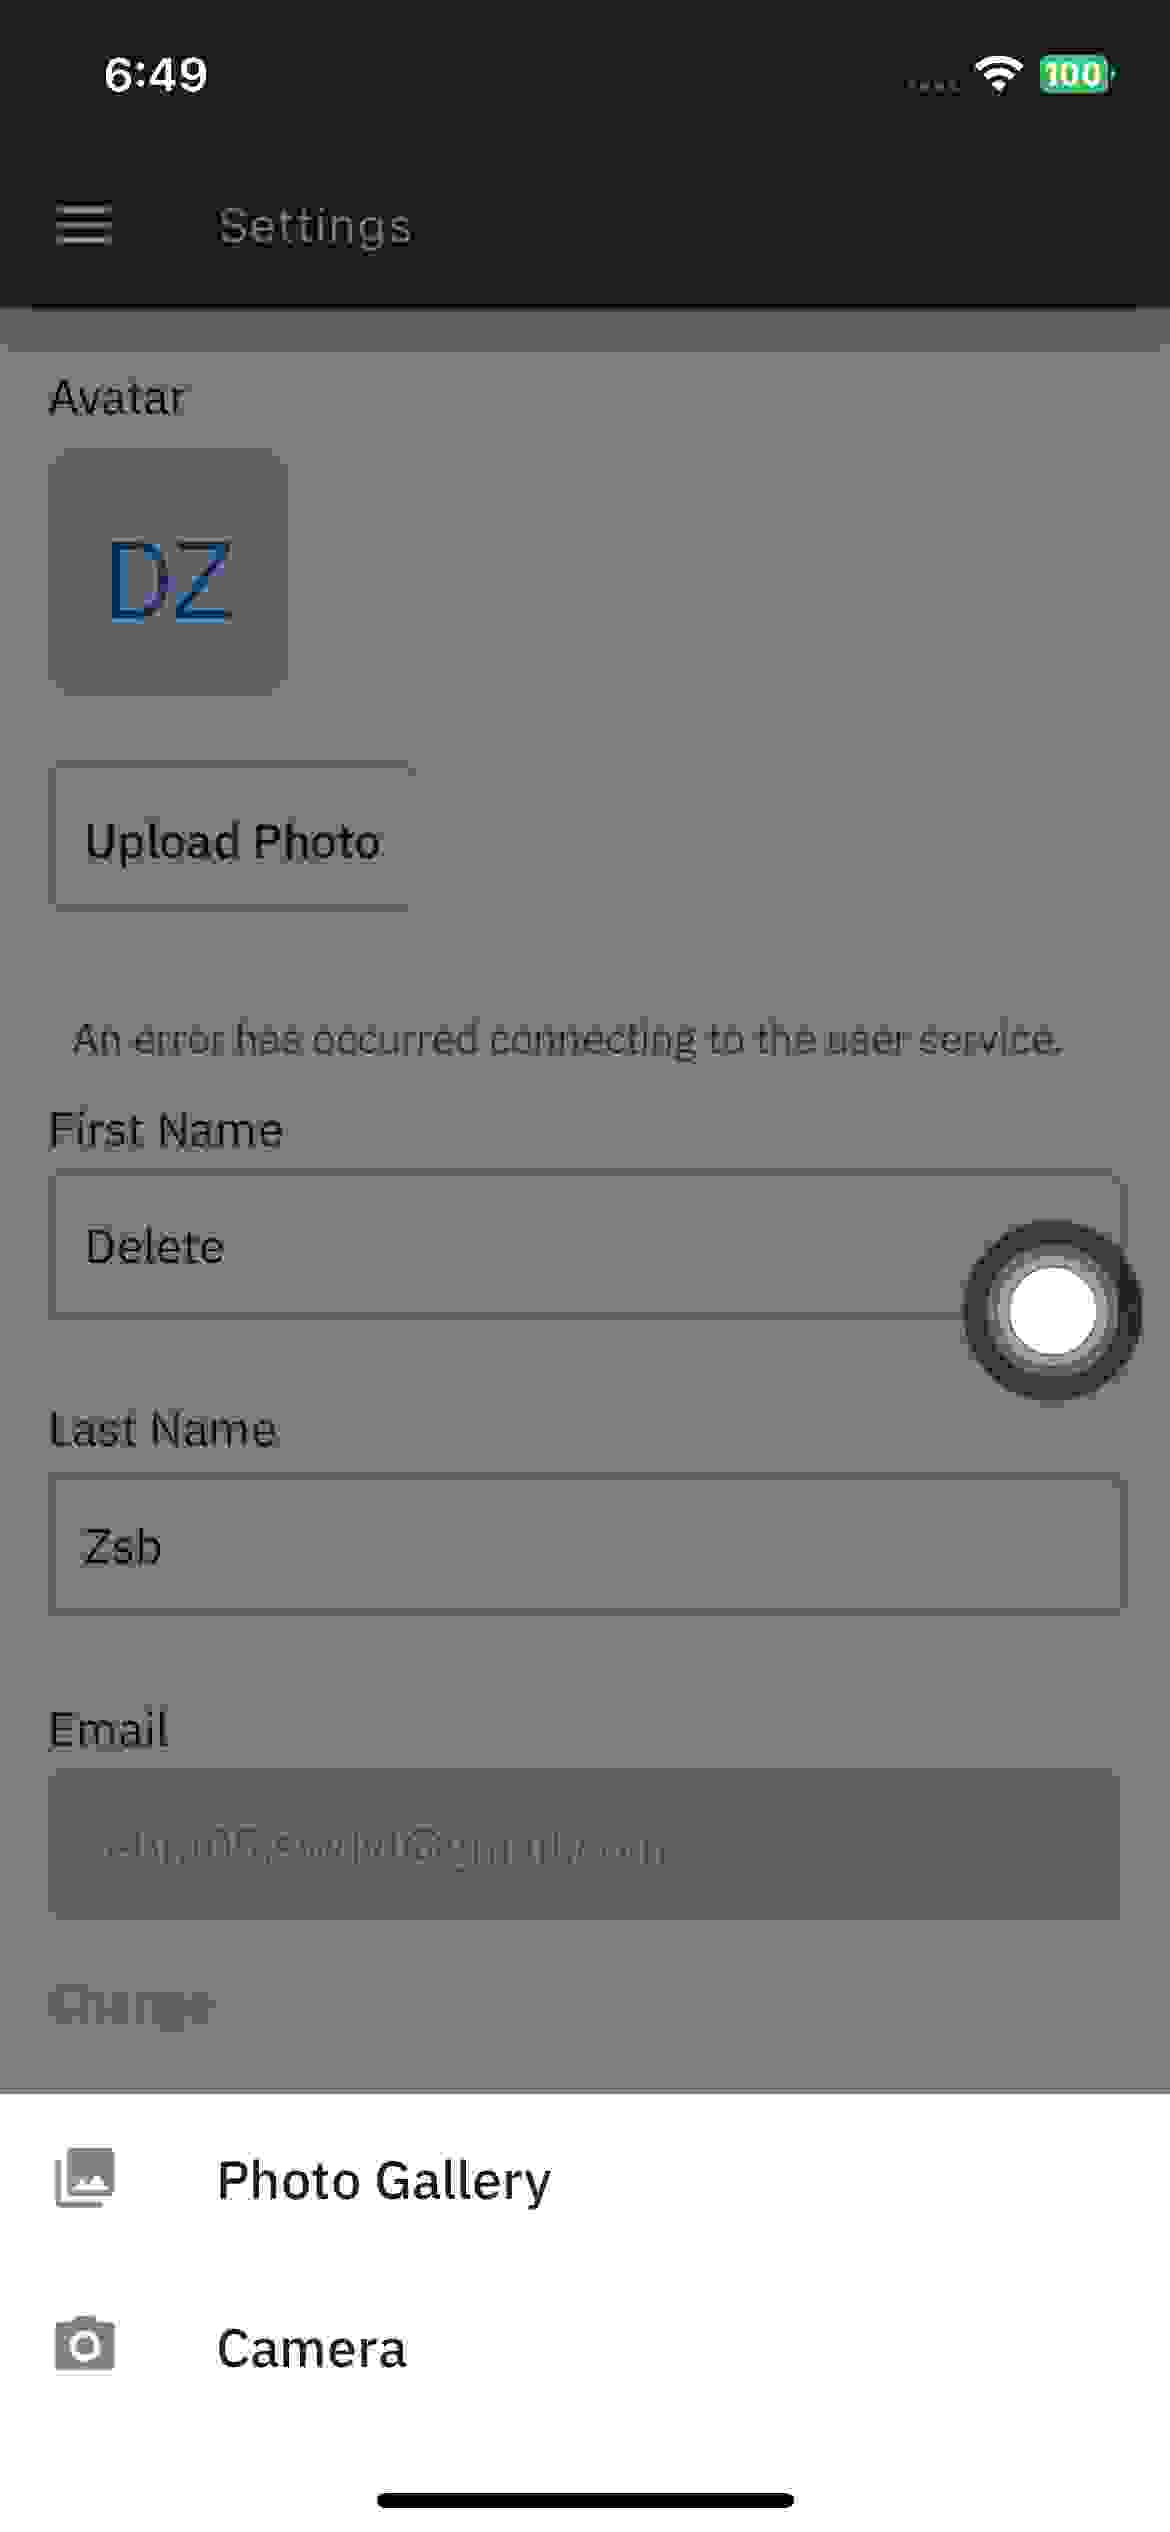 6:49
100
Settings
Avatar
DZ
Upload Photo
An error has occurred connecting to the user service.
First Name
Delete
Last Name
Zsb
Email
Change
Photo Gallery
Camera